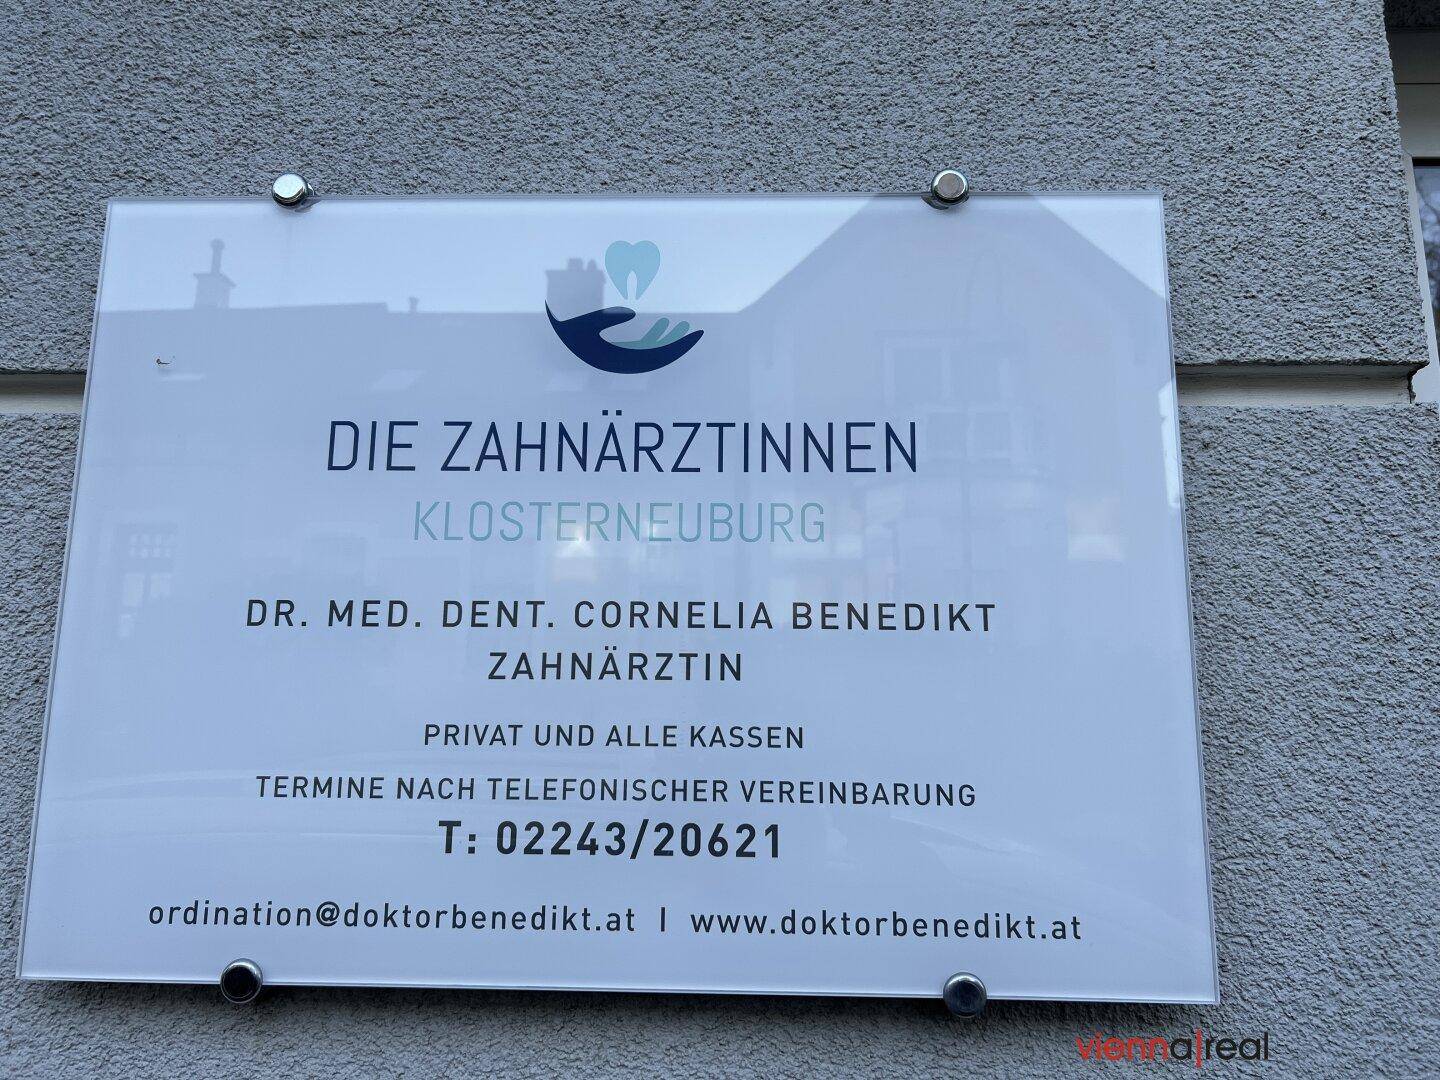 DIE ZAHNÄRZTINNEN
KLOSTERNEUBURG
DR. MED. DENT. CORNELIA BENEDIKT
ZAHNÄRZTIN
PRIVAT UND ALLE KASSEN
TERMINE NACH TELEFONISCHER VEREINBARUNG
T: 02243/20621
ordination@doktorbenedikt.at | www.doktorbenedikt.at
vienna|real